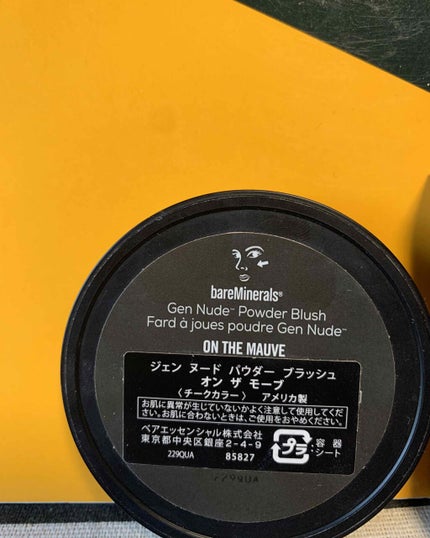 bareMinerals®
Gen Nude™ Powder Blush
Fard à joues poudre Gen Nude™
ON THE MAUVE
ジェン ヌード パウダー ブラッシュ
オン ザ モーブ
〈チークカラー〉 アメリカ製
お肌に異常が生じていないかよく注意して使用してくだ
さい。お肌に合わないときは、ご使用をおやめください。
ベアエッセンシャル株式会社
東京都中央区銀座2-4-9
プラ
:容器
・シート
229QUA 85827